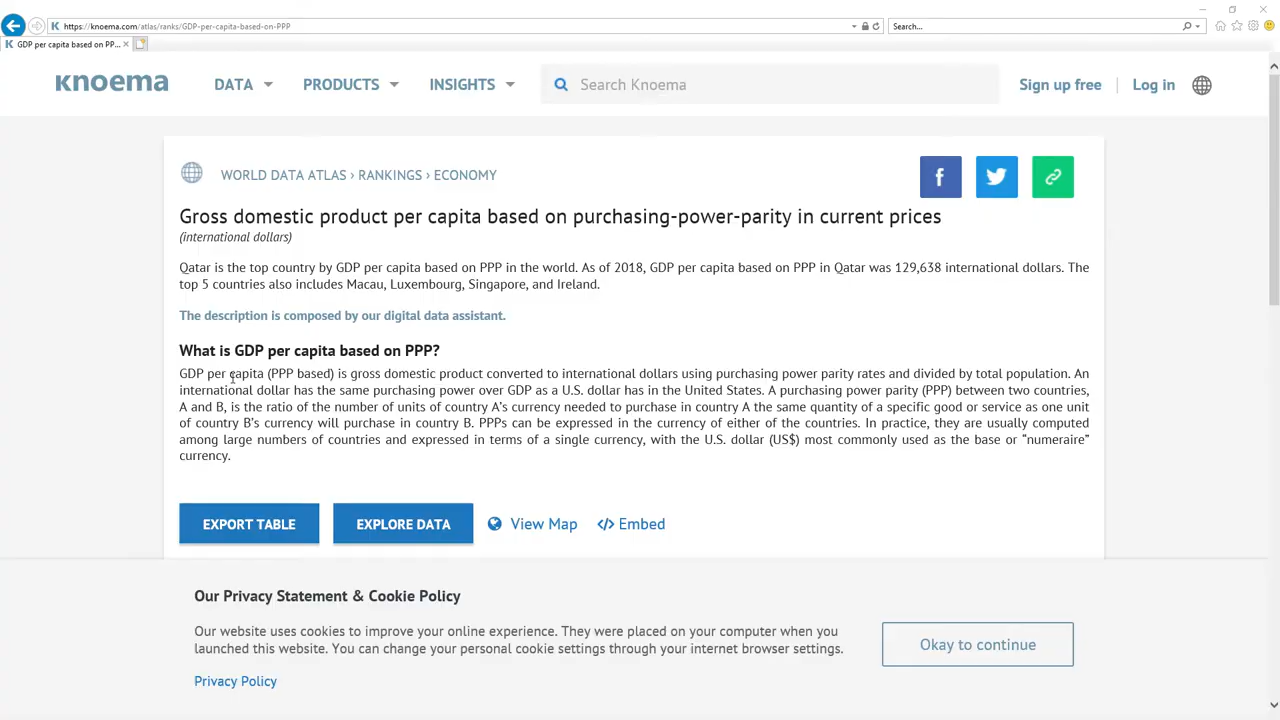 https://knoema.com/atlas/ranks/GDP-per-capita-based-on-PPP
Search...
GDP per capita based on PP...
knoema
DATA
PRODUCTS
INSIGHTS
Search Knoema
Sign up free
Log in
WORLD DATA ATLAS › RANKINGS › ECONOMY
Gross domestic product per capita based on purchasing-power-parity in current prices
(international dollars)
Qatar is the top country by GDP per capita based on PPP in the world. As of 2018, GDP per capita based on PPP in Qatar was 129,638 international dollars. The
top 5 countries also includes Macau, Luxembourg, Singapore, and Ireland.
The description is composed by our digital data assistant.
What is GDP per capita based on PPP?
GDP per capita (PPP based) is gross domestic product converted to international dollars using purchasing power parity rates and divided by total population. An
international dollar has the same purchasing power over GDP as a U.S. dollar has in the United States. A purchasing power parity (PPP) between two countries,
A and B, is the ratio of the number of units of country A’s currency needed to purchase in country A the same quantity of a specific good or service as one unit
of country B’s currency will purchase in country B. PPPs can be expressed in the currency of either of the countries. In practice, they are usually computed
among large numbers of countries and expressed in terms of a single currency, with the U.S. dollar (US$) most commonly used as the base or “numeraire”
currency.
EXPORT TABLE
EXPLORE DATA
View Map
</> Embed
Our Privacy Statement & Cookie Policy
Our website uses cookies to improve your online experience. They were placed on your computer when you
launched this website. You can change your personal cookie settings through your internet browser settings.
Okay to continue
Privacy Policy